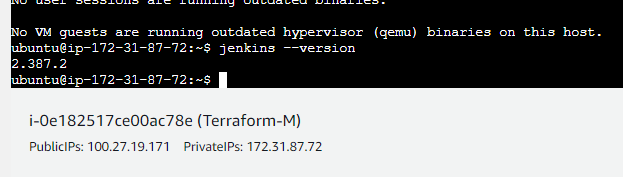 No user sessions are running outdated binaries.
No VM guests are running outdated hypervisor (qemu) binaries on this host.
ubuntu@ip-172-31-87-72:~$ jenkins --version
2.387.2
ubuntu@ip-172-31-87-72:~$
i-0e182517ce00ac78e (Terraform-M)
PublicIPs: 100.27.19.171 PrivateIPs: 172.31.87.72